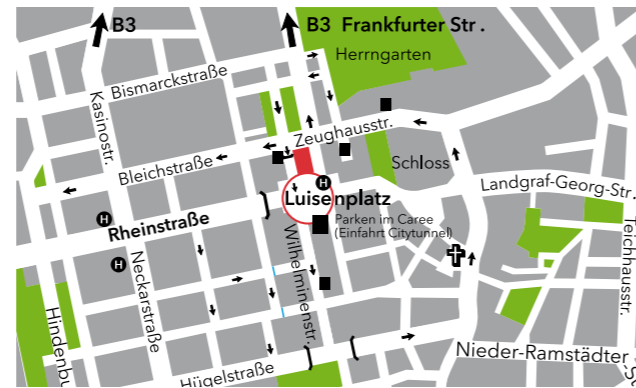 B3
B3 Frankfurter Str.
Herrngarten
Bismarckstraße
Kasinostr.
Zeughausstr.
Bleichstraße
Schloss
H
Landgraf-Georg-Str.
Luisenplatz
H
Rheinstraße
Parken im Caree
(Einfahrt Citytunnel)
Teichhausstr.
H
Wilhelminenstr.
Neckarstraße
Hindenbu
Nieder-Ramstädter
Hügelstraße